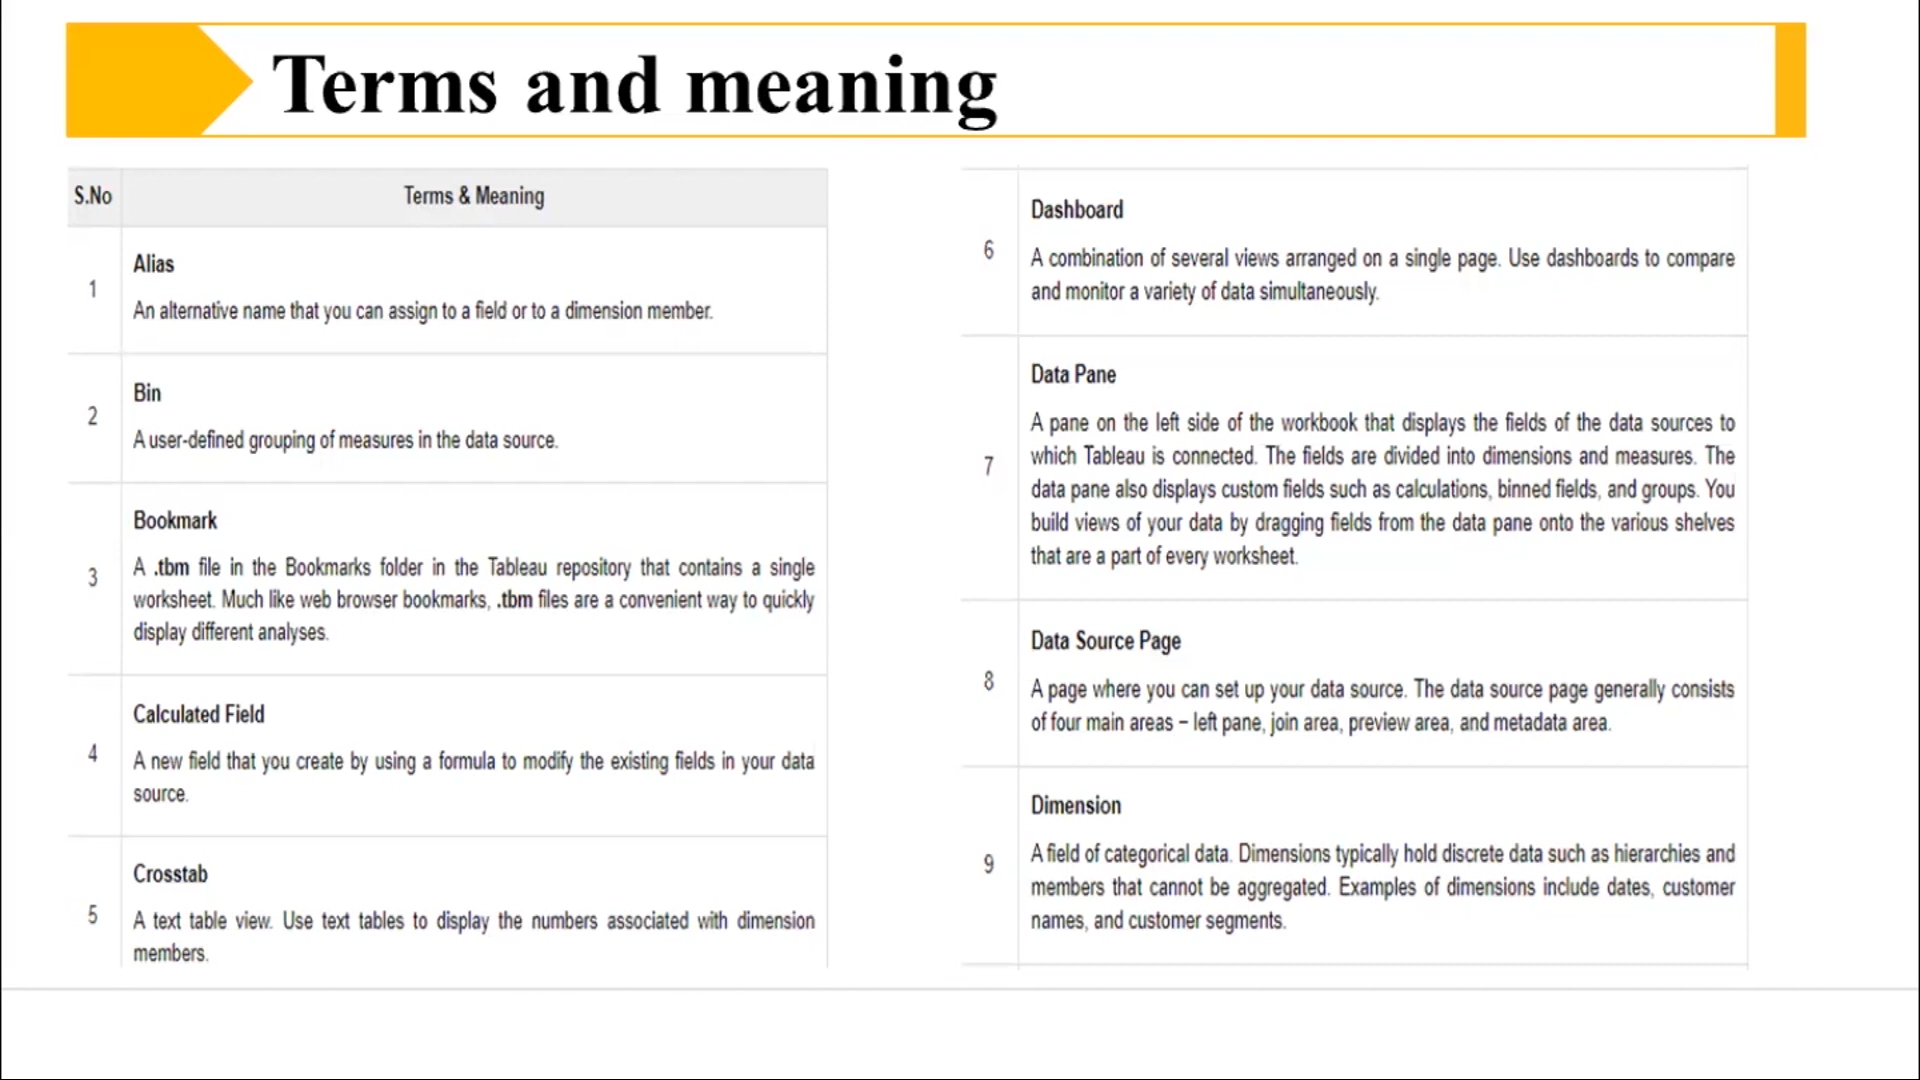 Terms and meaning
S.No
Terms & Meaning
1
Alias
An alternative name that you can assign to a field or to a dimension member.
2
Bin
A user-defined grouping of measures in the data source.
3
Bookmark
A .tbm file in the Bookmarks folder in the Tableau repository that contains a single
worksheet. Much like web browser bookmarks, .tbm files are a convenient way to quickly
display different analyses.
4
Calculated Field
A new field that you create by using a formula to modify the existing fields in your data
source.
5
Crosstab
A text table view. Use text tables to display the numbers associated with dimension
members.
6
Dashboard
A combination of several views arranged on a single page. Use dashboards to compare
and monitor a variety of data simultaneously.
7
Data Pane
A pane on the left side of the workbook that displays the fields of the data sources to
which Tableau is connected. The fields are divided into dimensions and measures. The
data pane also displays custom fields such as calculations, binned fields, and groups. You
build views of your data by dragging fields from the data pane onto the various shelves
that are a part of every worksheet.
8
Data Source Page
A page where you can set up your data source. The data source page generally consists
of four main areas − left pane, join area, preview area, and metadata area.
9
Dimension
A field of categorical data. Dimensions typically hold discrete data such as hierarchies and
members that cannot be aggregated. Examples of dimensions include dates, customer
names, and customer segments.